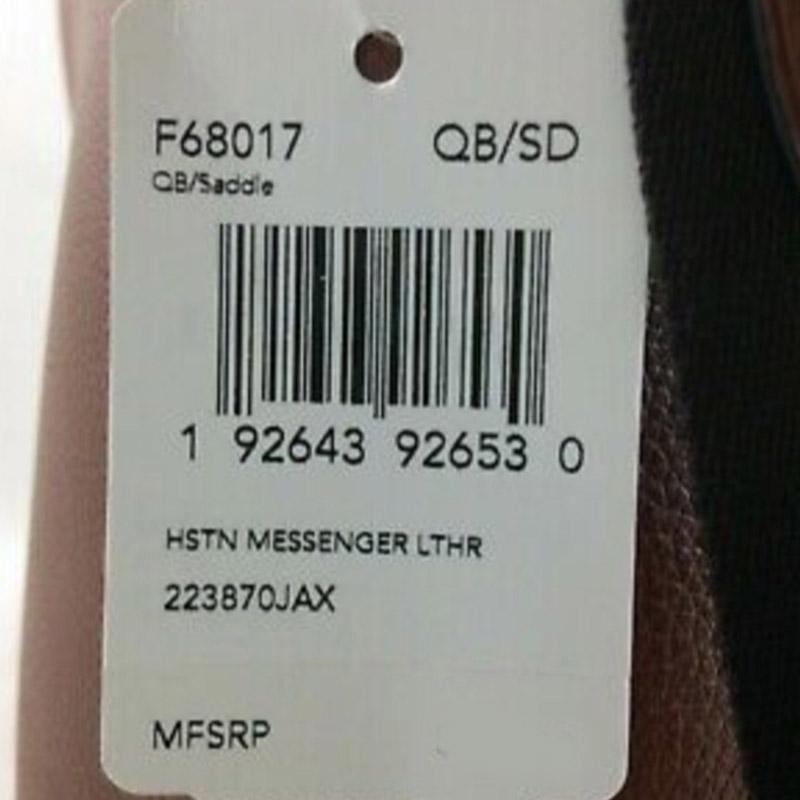 F68017 QB/SD
QB/Saddle
1 92643 92653 0
HSTN MESSENGER LTHR
223870JAX
MFSRP